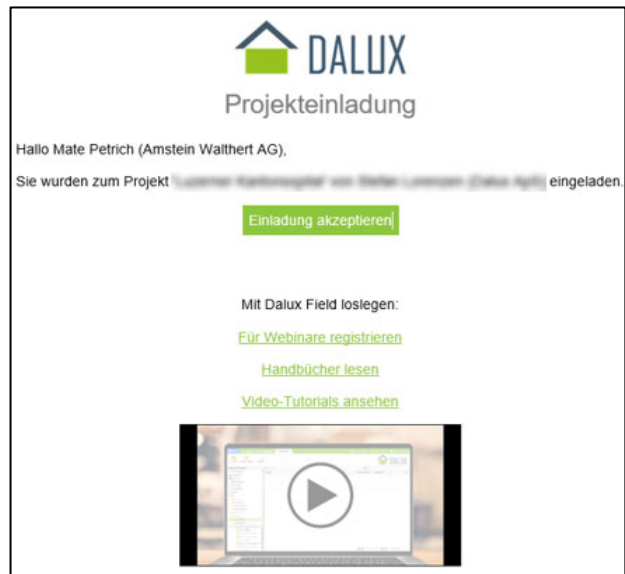 DALUX
Projekteinladung
Hallo Mate Petrich (Amstein Walthert AG),
Sie wurden zum Projekt eingeladen.
Einladung akzeptieren
Mit Dalux Field loslegen:
Für Webinare registrieren
Handbücher lesen
Video-Tutorials ansehen
DALUX